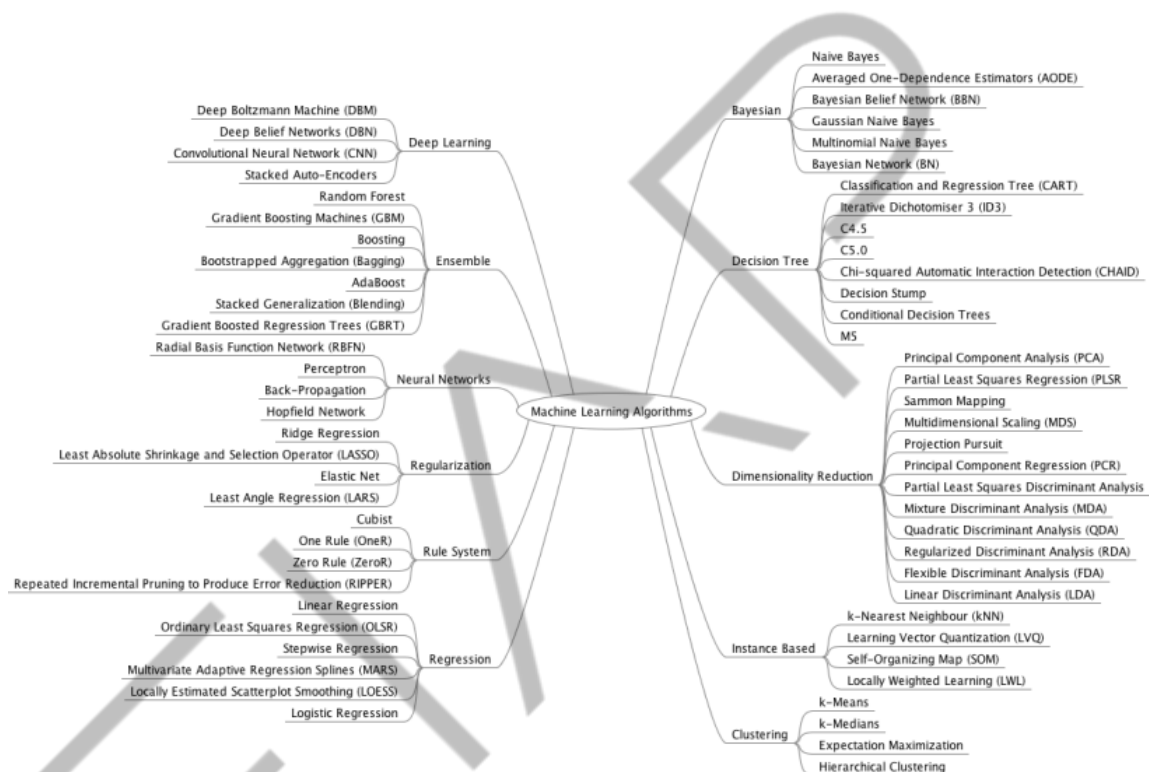 Deep Boltzmann Machine (DBM)
Deep Belief Networks (DBN)
Convolutional Neural Network (CNN)
Stacked Auto-Encoders
Deep Learning
Random Forest
Gradient Boosting Machines (GBM)
Boosting
Bootstrapped Aggregation (Bagging)
AdaBoost
Stacked Generalization (Blending)
Gradient Boosted Regression Trees (GBRT)
Ensemble
Radial Basis Function Network (RBFN)
Perceptron
Back-Propagation
Hopfield Network
Neural Networks
Ridge Regression
Least Absolute Shrinkage and Selection Operator (LASSO)
Elastic Net
Least Angle Regression (LARS)
Regularization
Cubist
One Rule (OneR)
Zero Rule (ZeroR)
Repeated Incremental Pruning to Produce Error Reduction (RIPPER)
Rule System
Linear Regression
Ordinary Least Squares Regression (OLSR)
Stepwise Regression
Multivariate Adaptive Regression Splines (MARS)
Locally Estimated Scatterplot Smoothing (LOESS)
Logistic Regression
Regression
Machine Learning Algorithms
Bayesian
Naive Bayes
Averaged One-Dependence Estimators (AODE)
Bayesian Belief Network (BBN)
Gaussian Naive Bayes
Multinomial Naive Bayes
Bayesian Network (BN)
Decision Tree
Classification and Regression Tree (CART)
Iterative Dichotomiser 3 (ID3)
C4.5
C5.0
Chi-squared Automatic Interaction Detection (CHAID)
Decision Stump
Conditional Decision Trees
M5
Dimensionality Reduction
Principal Component Analysis (PCA)
Partial Least Squares Regression (PLSR
Sammon Mapping
Multidimensional Scaling (MDS)
Projection Pursuit
Principal Component Regression (PCR)
Partial Least Squares Discriminant Analysis
Mixture Discriminant Analysis (MDA)
Quadratic Discriminant Analysis (QDA)
Regularized Discriminant Analysis (RDA)
Flexible Discriminant Analysis (FDA)
Linear Discriminant Analysis (LDA)
Instance Based
k-Nearest Neighbour (kNN)
Learning Vector Quantization (LVQ)
Self-Organizing Map (SOM)
Locally Weighted Learning (LWL)
Clustering
k-Means
k-Medians
Expectation Maximization
Hierarchical Clustering